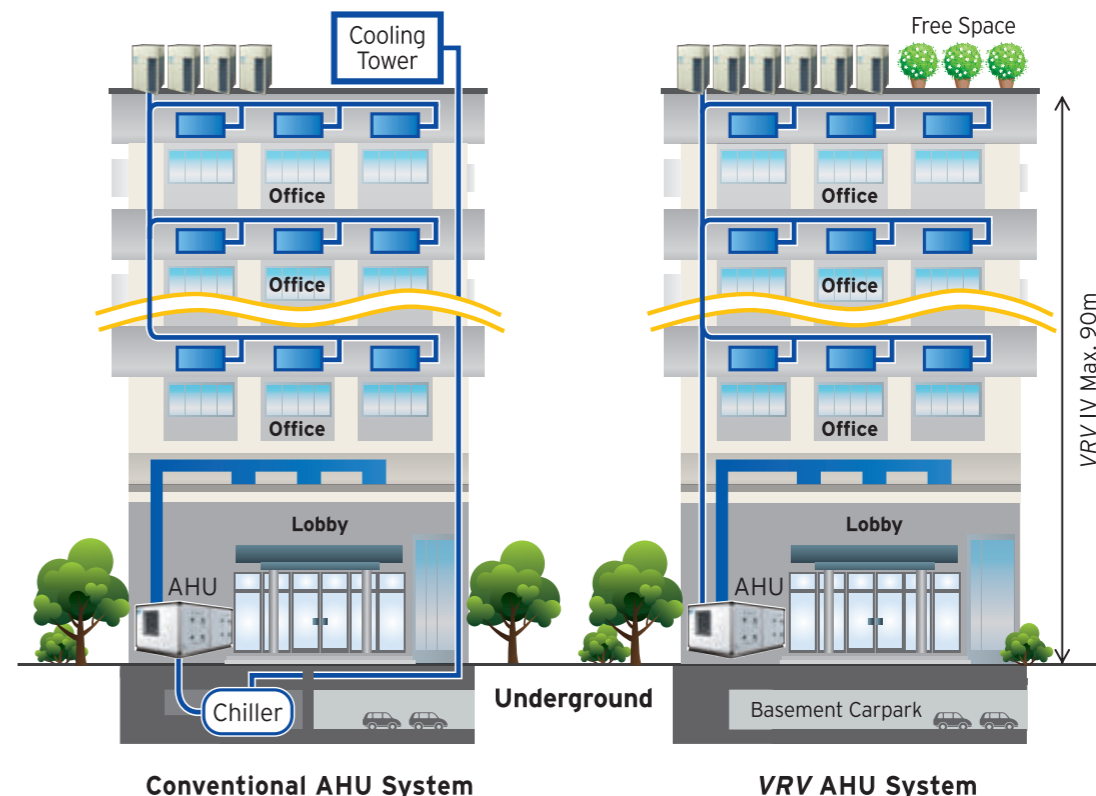 Cooling
Tower
Office
Office
Office
Lobby
AHU
Chiller
Conventional AHU System
Underground
Free Space
Office
Office
Office
Lobby
AHU
Basement Carpark
VRV IV Max. 90m
VRV AHU System